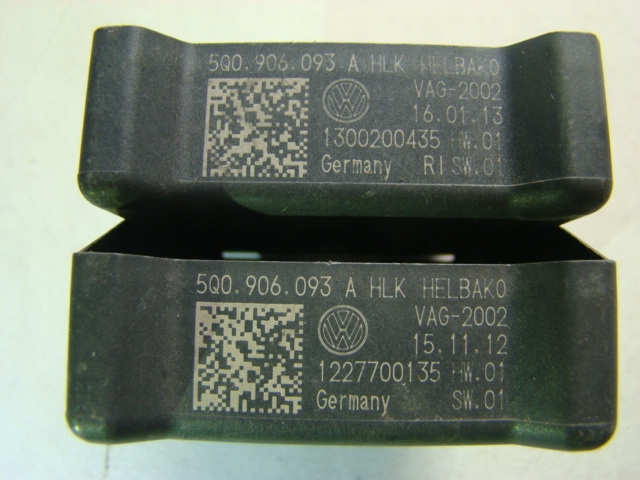 5Q0.906.093 A HLK HELBAKO
VAG-2002
16.01.13
1300200435 HW.01
Germany RI SW.01
5Q0.906.093 A HLK HELBAKO
VAG-2002
15.11.12
1227700135 HW.01
Germany SW.01